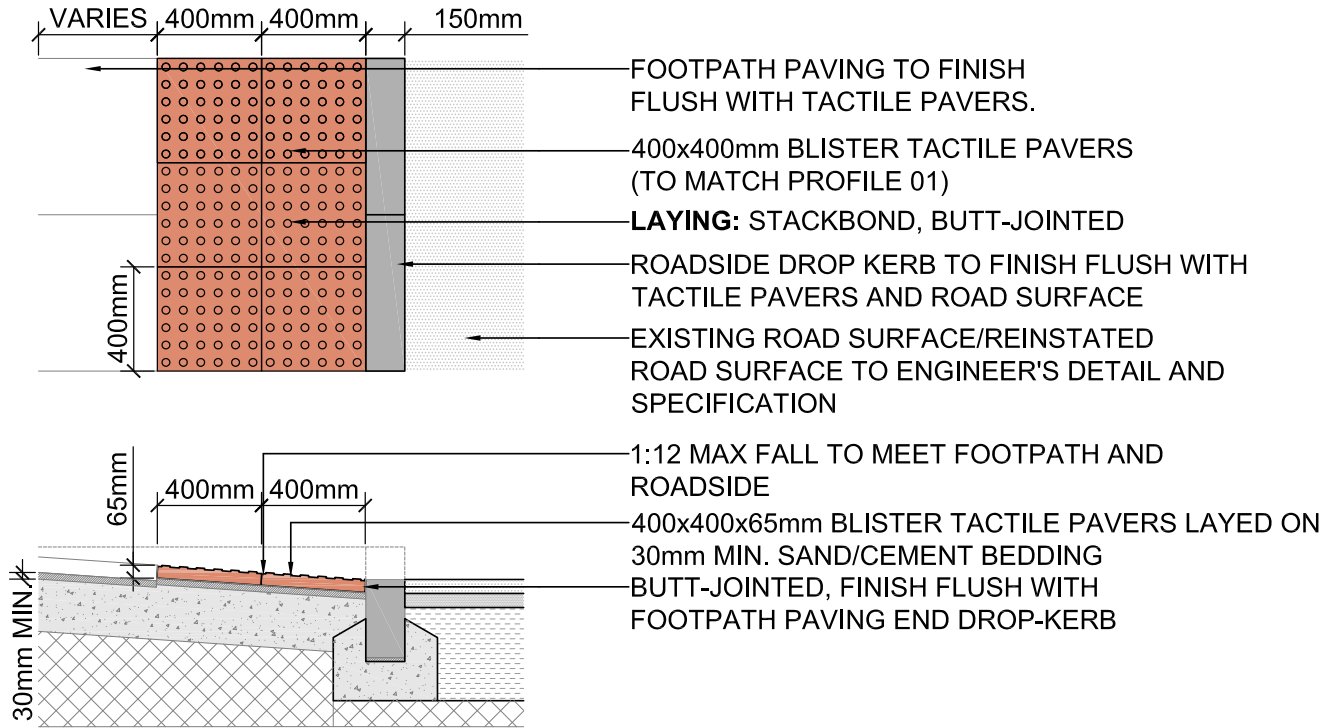 VARIES 400mm 400mm 150mm
FOOTPATH PAVING TO FINISH
FLUSH WITH TACTILE PAVERS.
400x400mm BLISTER TACTILE PAVERS
(TO MATCH PROFILE 01)
LAYING: STACKBOND, BUTT-JOINTED
ROADSIDE DROP KERB TO FINISH FLUSH WITH
TACTILE PAVERS AND ROAD SURFACE
400mm
EXISTING ROAD SURFACE/REINSTATED
ROAD SURFACE TO ENGINEER'S DETAIL AND
SPECIFICATION
65mm
400mm 400mm
1:12 MAX FALL TO MEET FOOTPATH AND
ROADSIDE
400x400x65mm BLISTER TACTILE PAVERS LAYED ON
30mm MIN. SAND/CEMENT BEDDING
BUTT-JOINTED, FINISH FLUSH WITH
FOOTPATH PAVING END DROP-KERB
30mm MIN.